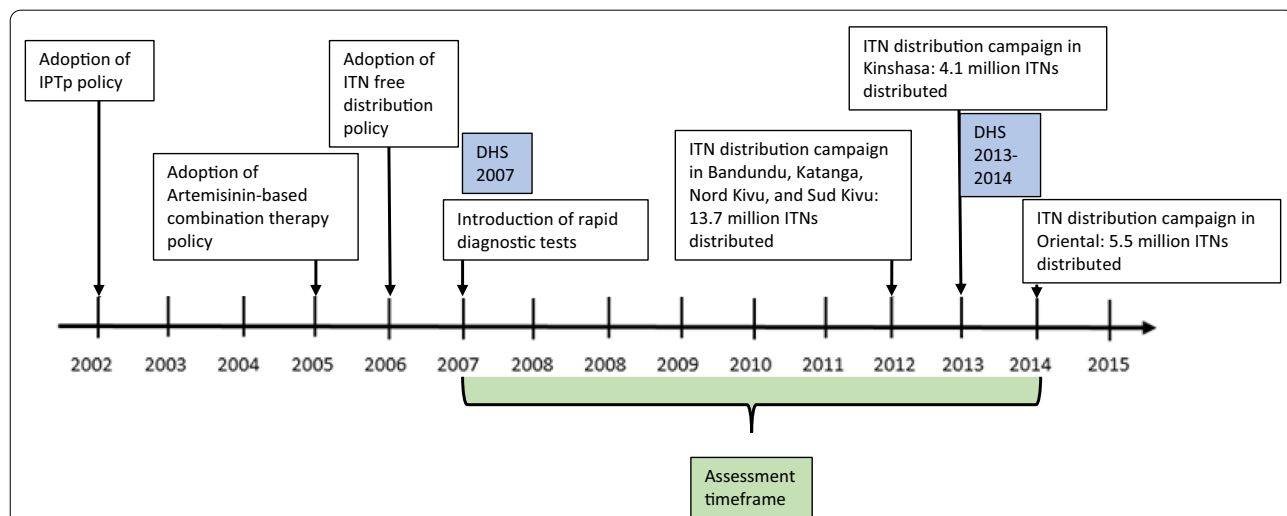 Adoption of
IPTp policy
Adoption of
Artemisinin-based
combination therapy
policy
Adoption of
ITN free
distribution
policy
DHS
2007
Introduction of rapid
diagnostic tests
ITN distribution campaign
in Bandundu, Katanga,
Nord Kivu, and Sud Kivu:
13.7 million ITNs
distributed
ITN distribution campaign in
Kinshasa: 4.1 million ITNs
distributed
DHS
2013-
2014
ITN distribution campaign in
Oriental: 5.5 million ITNs
distributed
2002 2003 2004 2005 2006 2007 2008 2008 2009 2010 2011 2012 2013 2014 2015
Assessment
timeframe